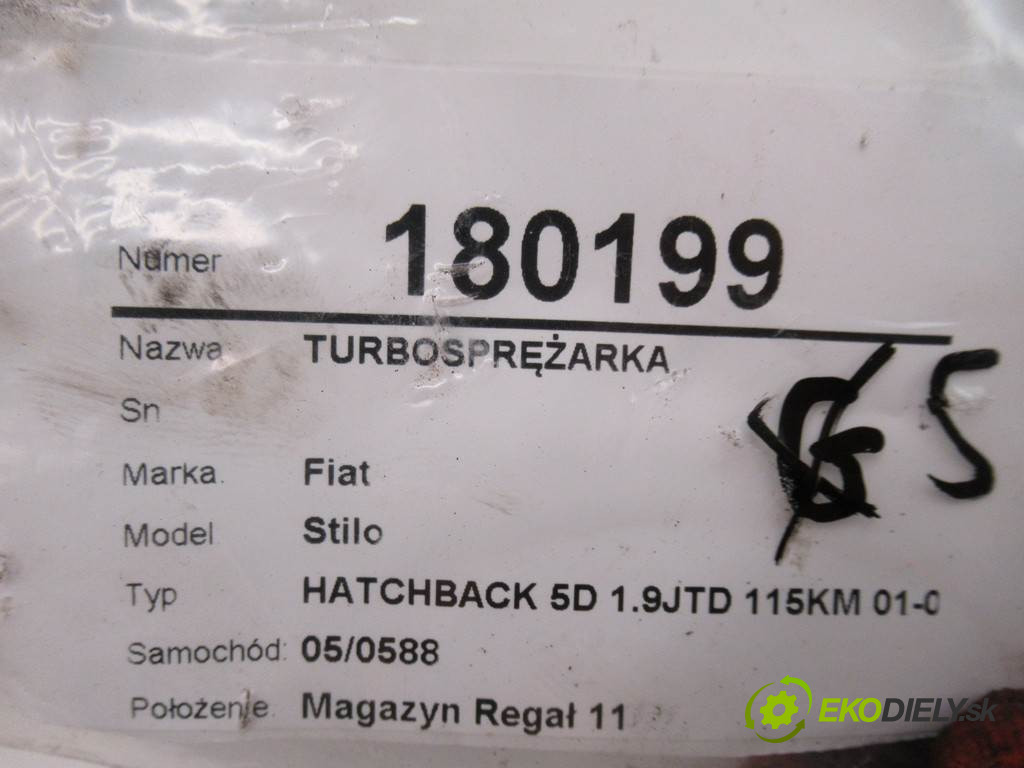 Numer 180199
Nazwa TURBOSPRĘŻARKA
Sn
5
Marka. Fiat
Model Stilo
Typ HATCHBACK 5D 1.9JTD 115KM 01-0
Samochód: 05/0588
Położenie. Magazyn Regał 11
EKODIELY.sk